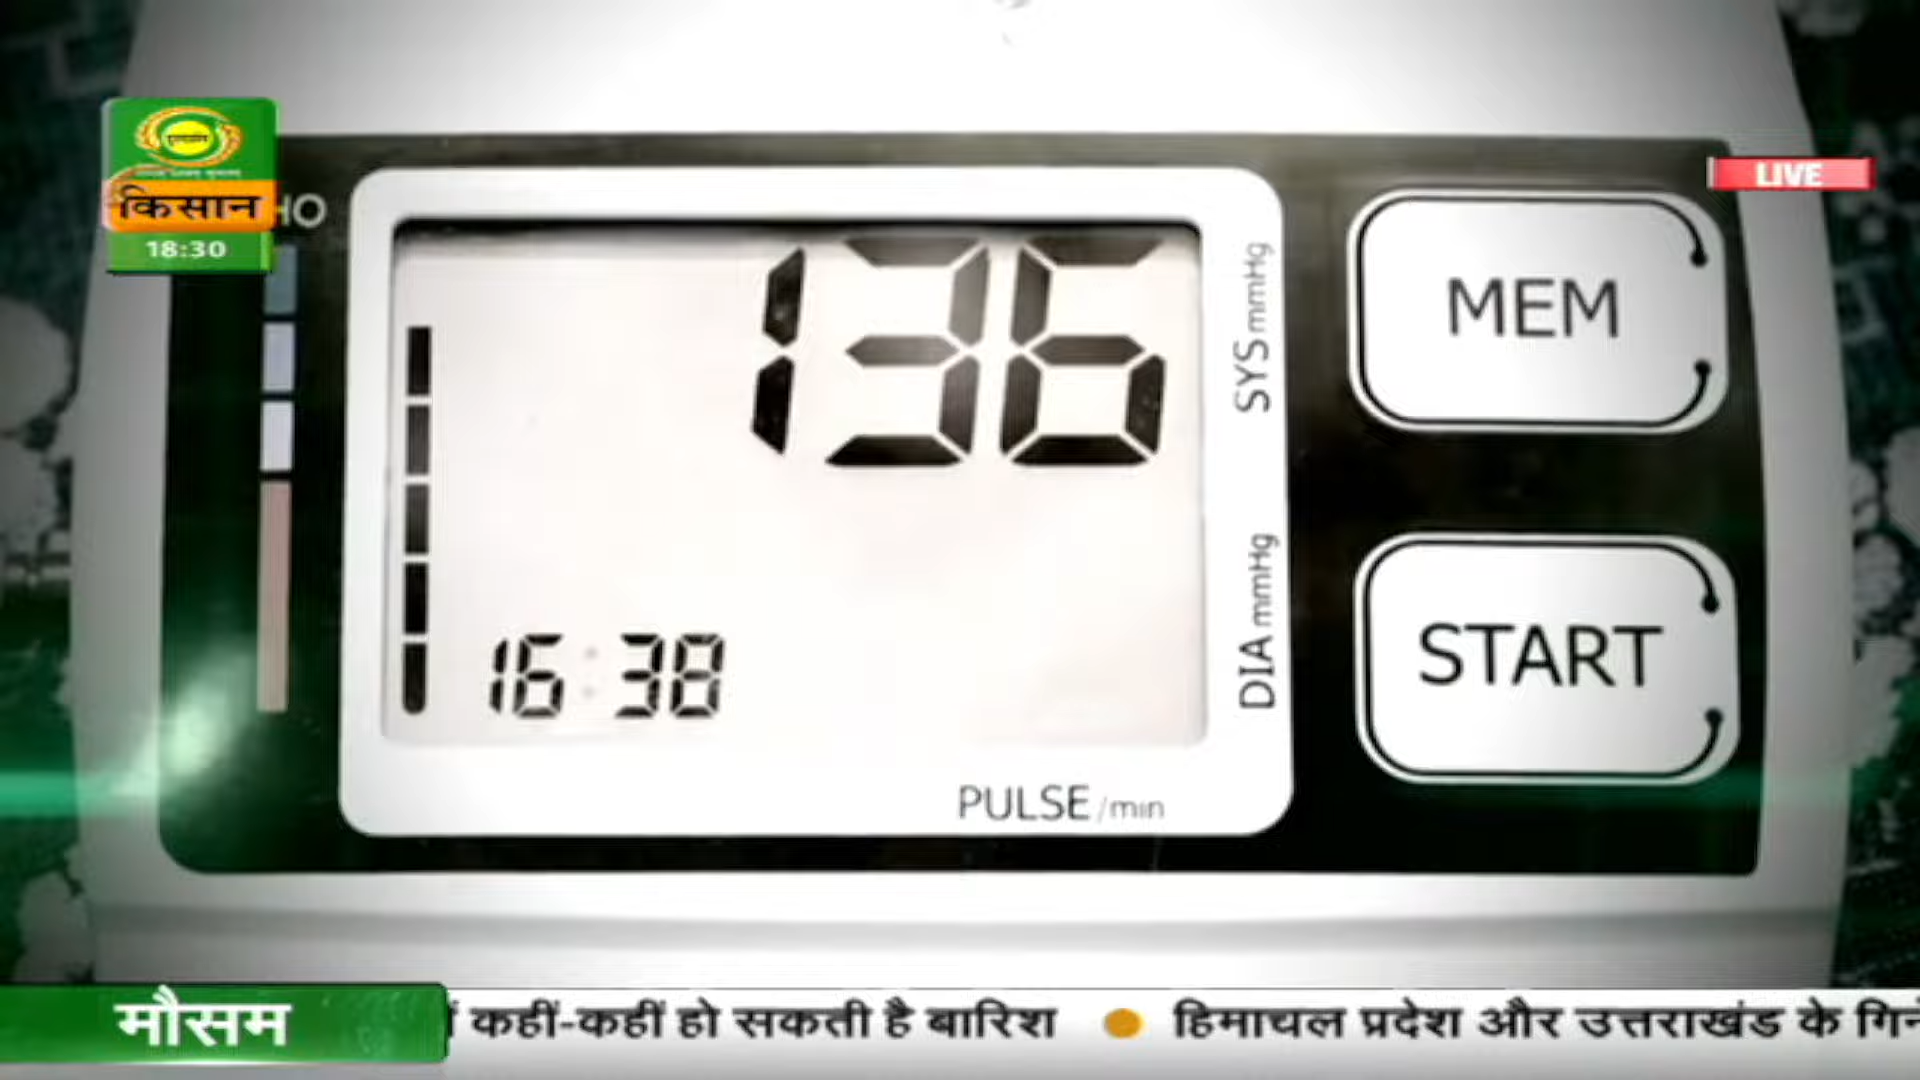 किसान
HO
18:30
LIVE
136
SYS mmHg
MEM
DIA mmHg
START
16:38
PULSE /min
मौसम
कहीं-कहीं हो सकती है बारिश ● हिमाचल प्रदेश और उत्तराखंड के